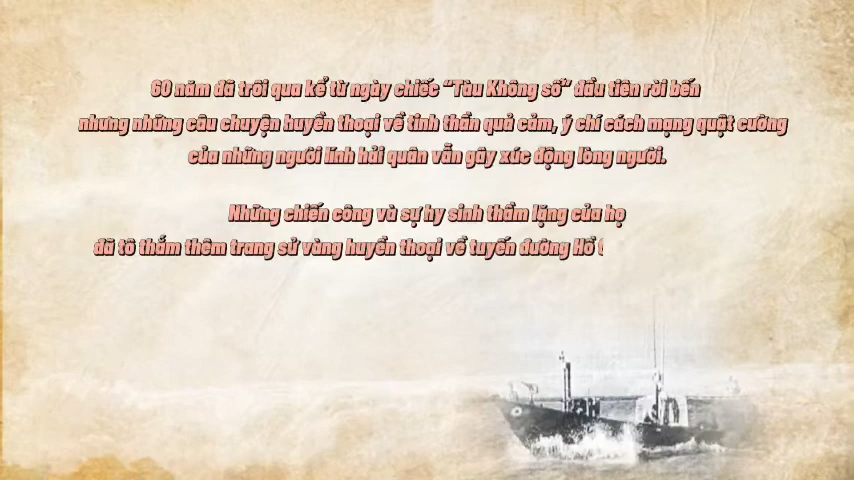 60 năm đã trôi qua kể từ ngày chiếc "Tàu Không số" đầu tiên rời bến
nhưng những câu chuyện huyền thoại về tinh thần quả cảm, ý chí cách mạng quật cường
của những người lính hải quân vẫn gây xúc động lòng người.
Những chiến công và sự hy sinh thầm lặng của họ
đã tô thắm thêm trang sử vàng huyền thoại về tuyến đường Hồ